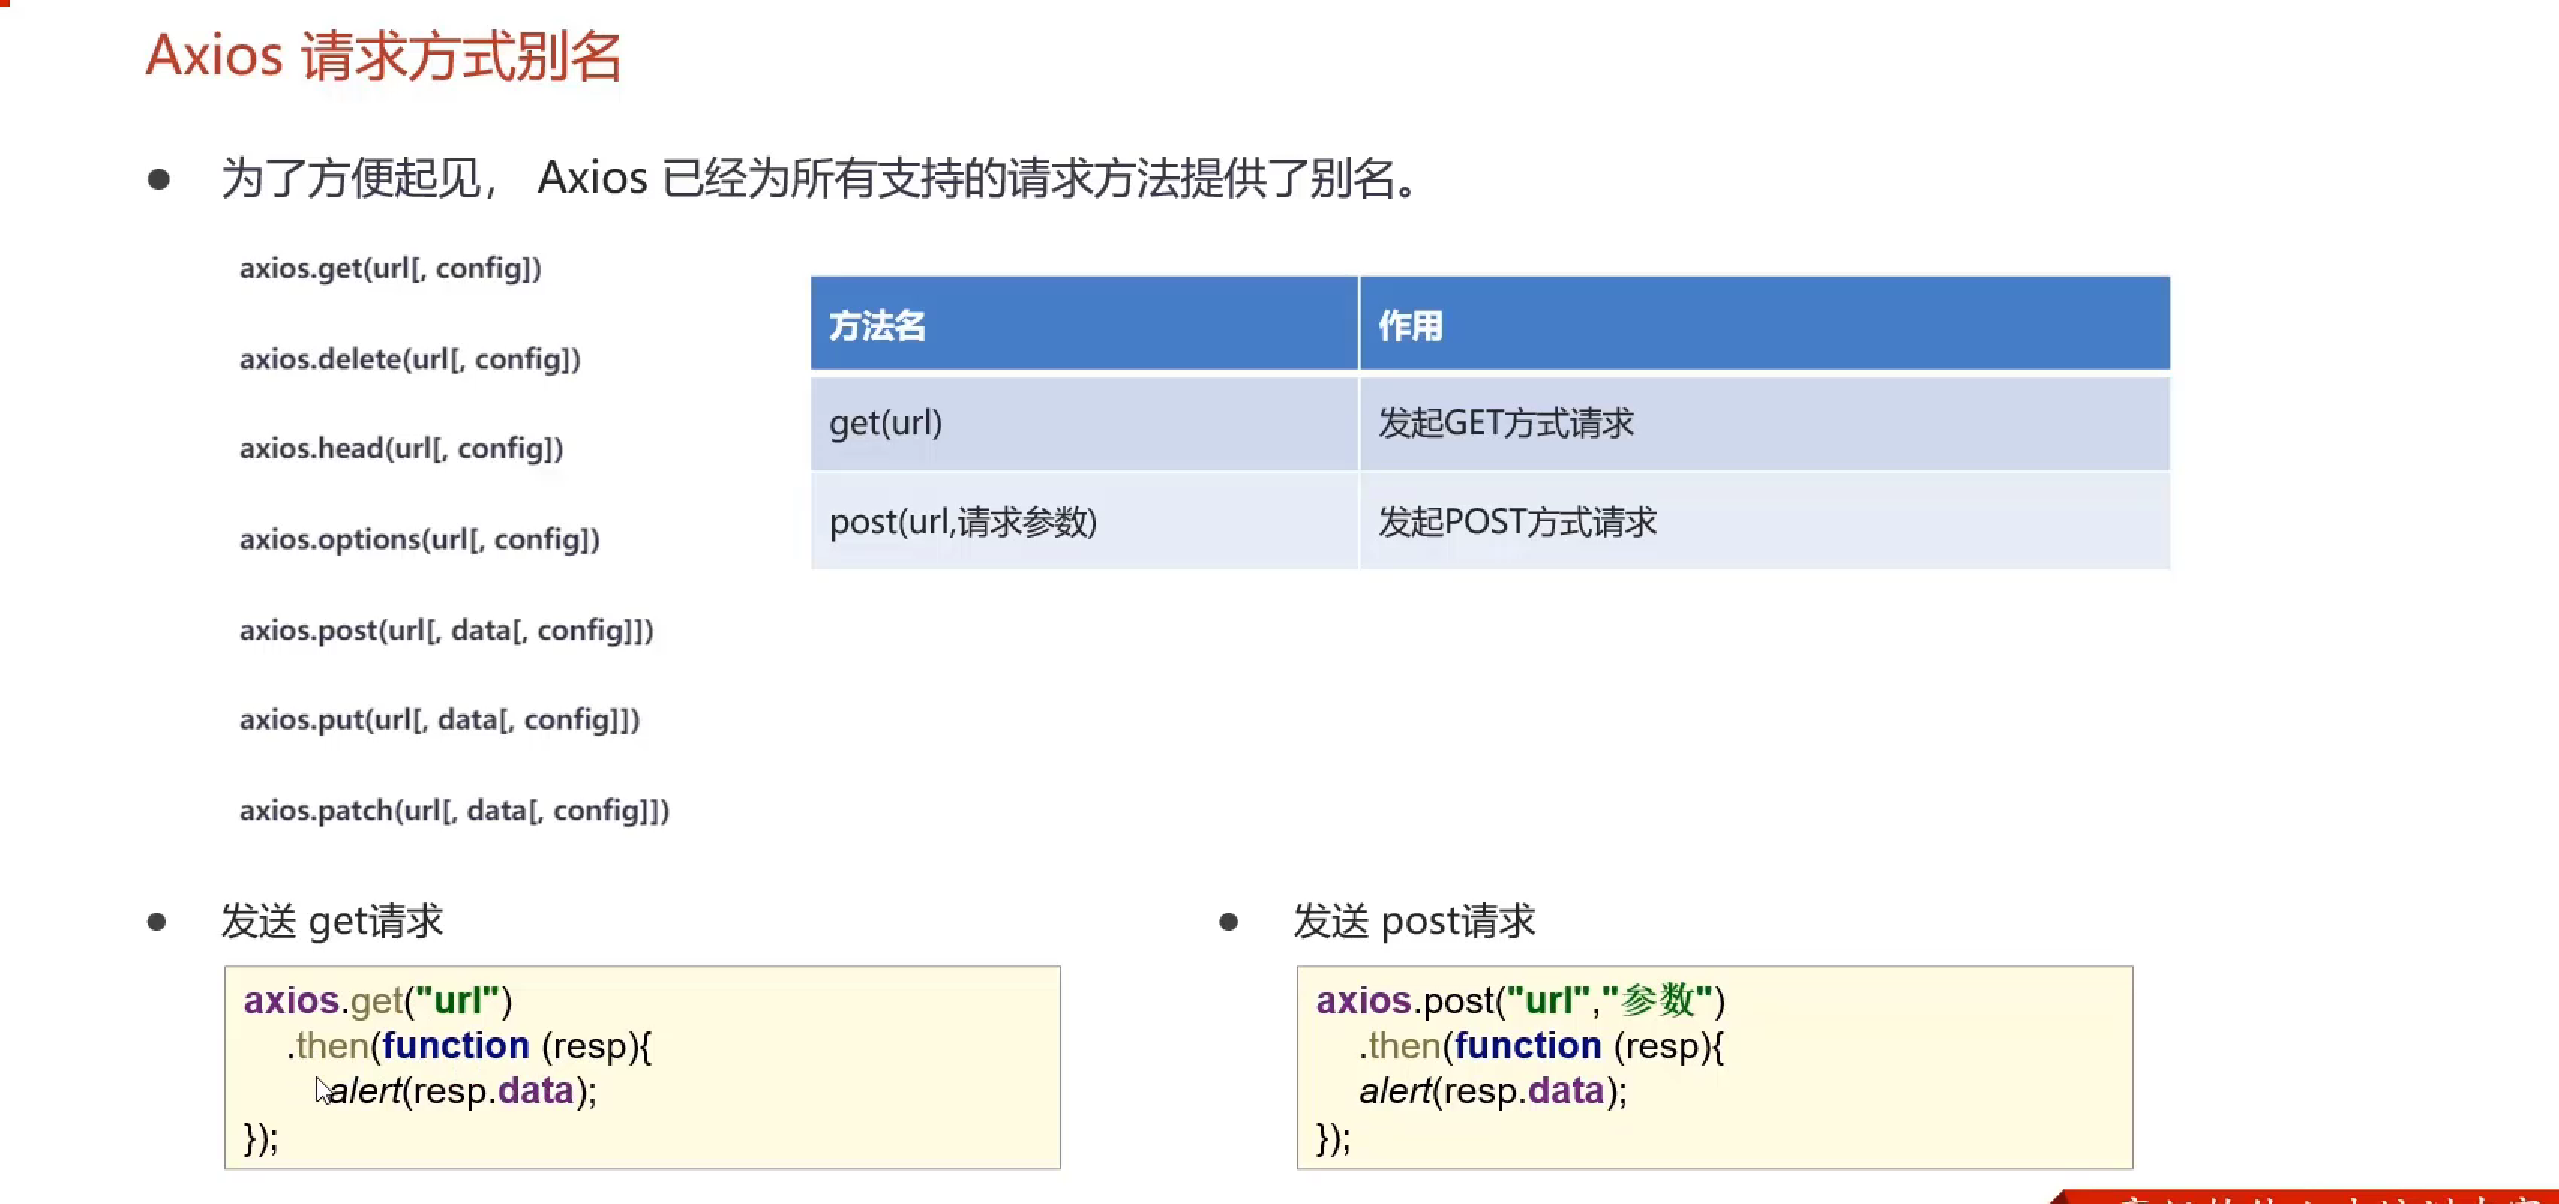 Axios 请求方式别名
为了方便起见， Axios 已经为所有支持的请求方法提供了别名。
axios.get(url[, config])
axios.delete(url[, config])
axios.head(url[, config])
axios.options(url[, config])
axios.post(url[, data[, config]])
axios.put(url[, data[, config]])
axios.patch(url[, data[, config]])
方法名 作用
get(url) 发起GET方式请求
post(url,请求参数) 发起POST方式请求
发送 get请求
axios.get("url")
.then(function (resp){
alert(resp.data);
});
发送 post请求
axios.post("url","参数")
.then(function (resp){
alert(resp.data);
});